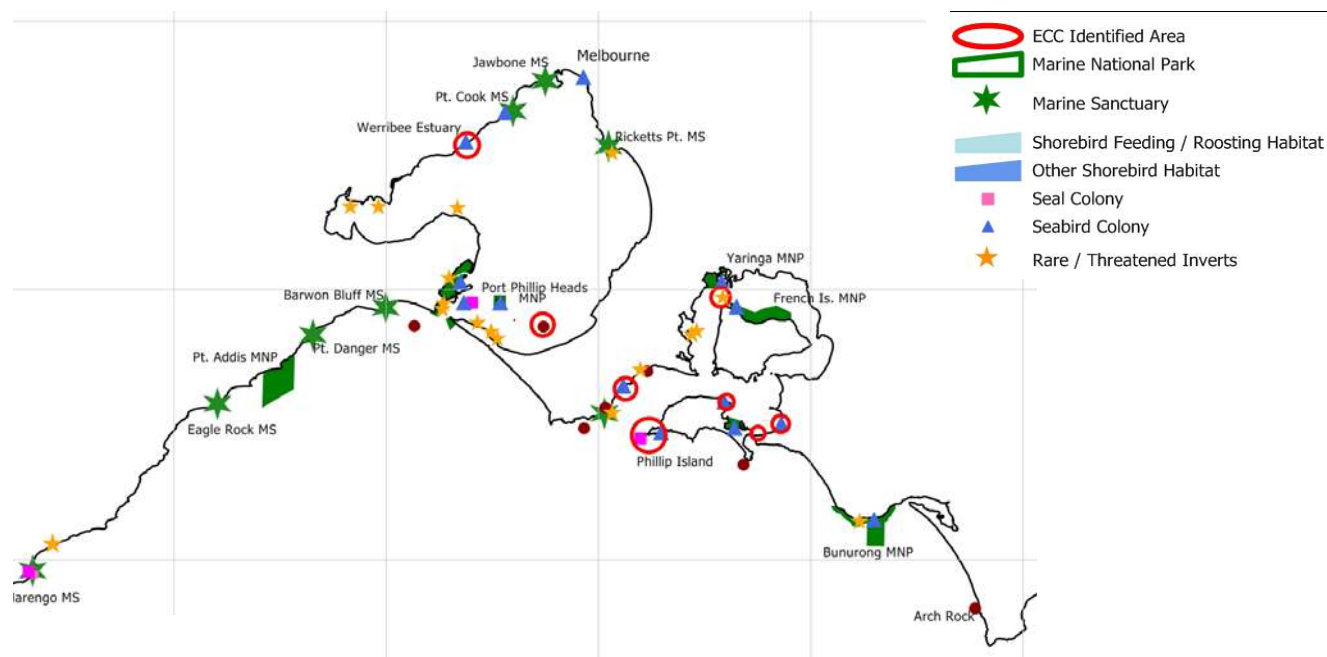 Melbourne
Jawbone MS
Pt. Cook MS
Werribee Estuary
Ricketts Pt. MS
Yaringa MNP
Port Phillip Heads
MNP
French Is. MNP
Barwon Bluff MS
Pt. Danger MS
Pt. Addis MNP
Eagle Rock MS
Phillip Island
Bunurong MNP
Arch Rock
larengo MS
ECC Identified Area
Marine National Park
Marine Sanctuary
Shorebird Feeding / Roosting Habitat
Other Shorebird Habitat
Seal Colony
Seabird Colony
Rare / Threatened Inverts